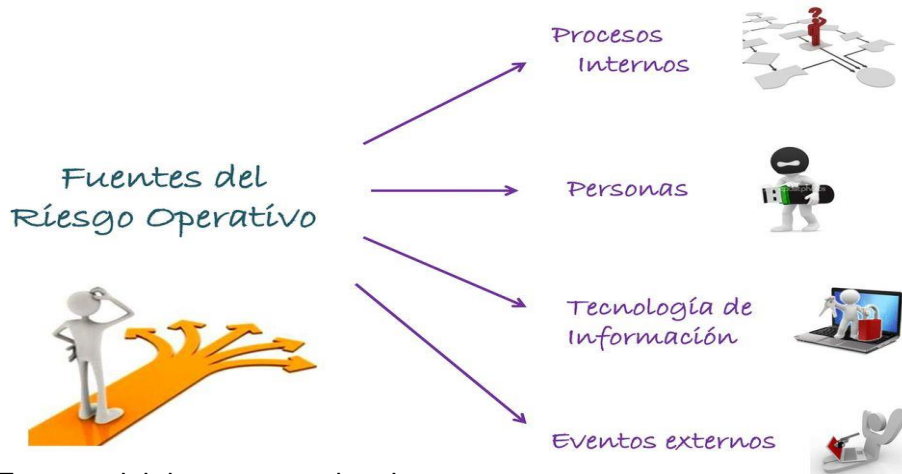 Procesos
Internos
Fuentes del
Riesgo Operativo
Personas
Tecnología de
Información
Eventos externos